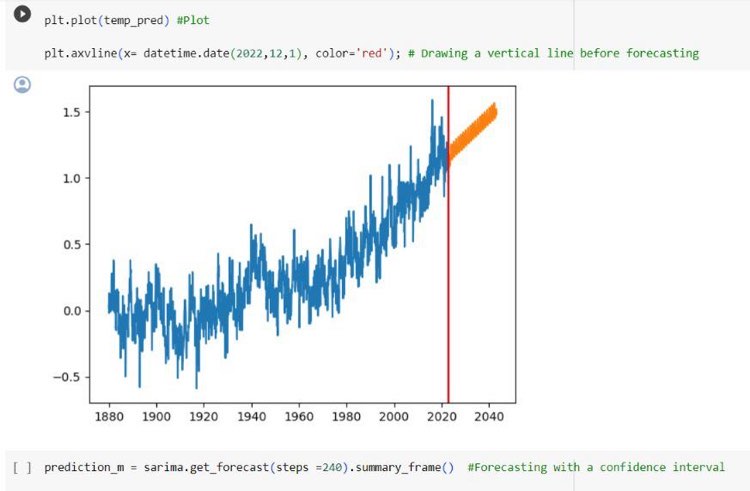 plt.plot(temp_pred) #Plot
plt.axvline(x= datetime.date(2022,12,1), color='red'); # Drawing a vertical line before forecasting
1.5
1.0
0.5
0.0
−0.5
1880 1900 1920 1940 1960 1980 2000 2020 2040
[ ] prediction_m = sarima.get_forecast(steps =240).summary_frame() #Forecasting with a confidence interval